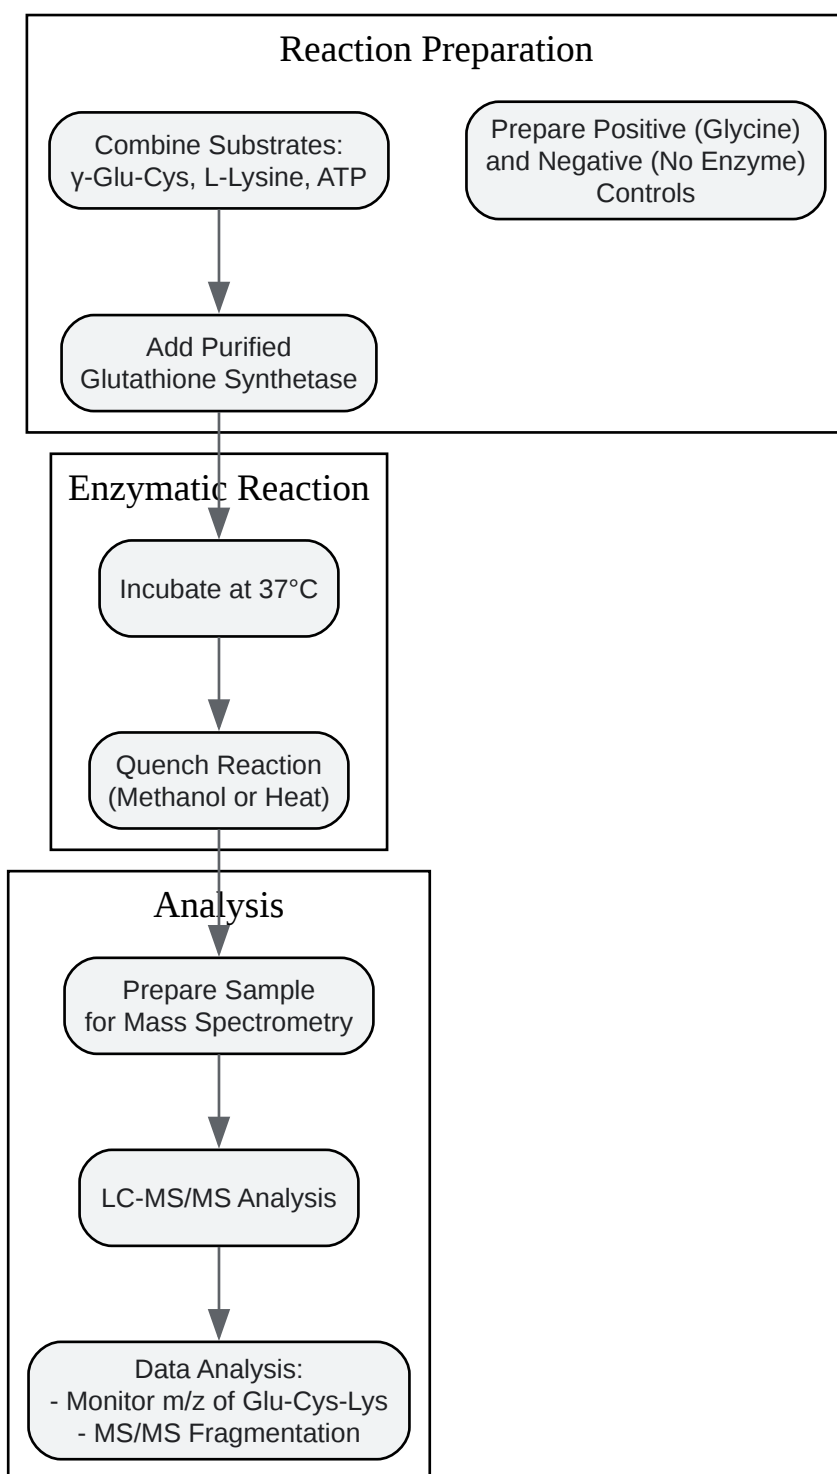 Reaction Preparation
Combine Substrates:
γ-Glu-Cys, L-Lysine, ATP
Prepare Positive (Glycine)
and Negative (No Enzyme)
Controls
Add Purified
Glutathione Synthetase
Enzymatic Reaction
Incubate at 37°C
Quench Reaction
(Methanol or Heat)
Analysis
Prepare Sample
for Mass Spectrometry
LC-MS/MS Analysis
Data Analysis:
- Monitor m/z of Glu-Cys-Lys
- MS/MS Fragmentation